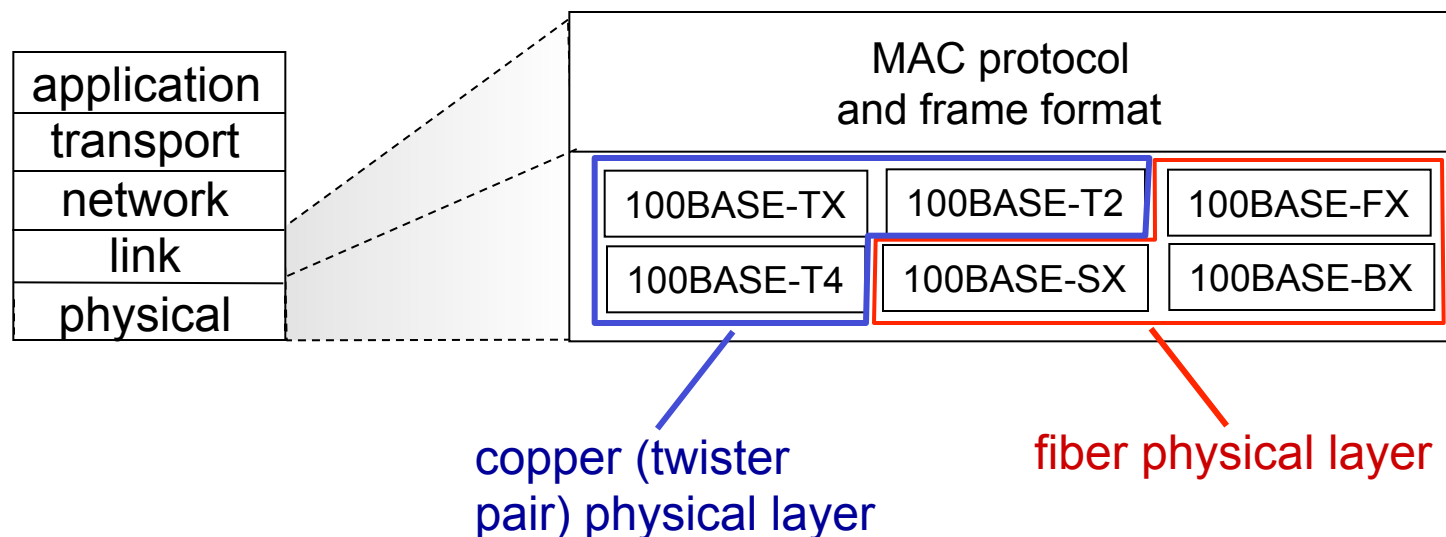 application
transport
network
link
physical
MAC protocol
and frame format
100BASE-TX
100BASE-T2
100BASE-FX
100BASE-T4
100BASE-SX
100BASE-BX
copper (twister
pair) physical layer
fiber physical layer